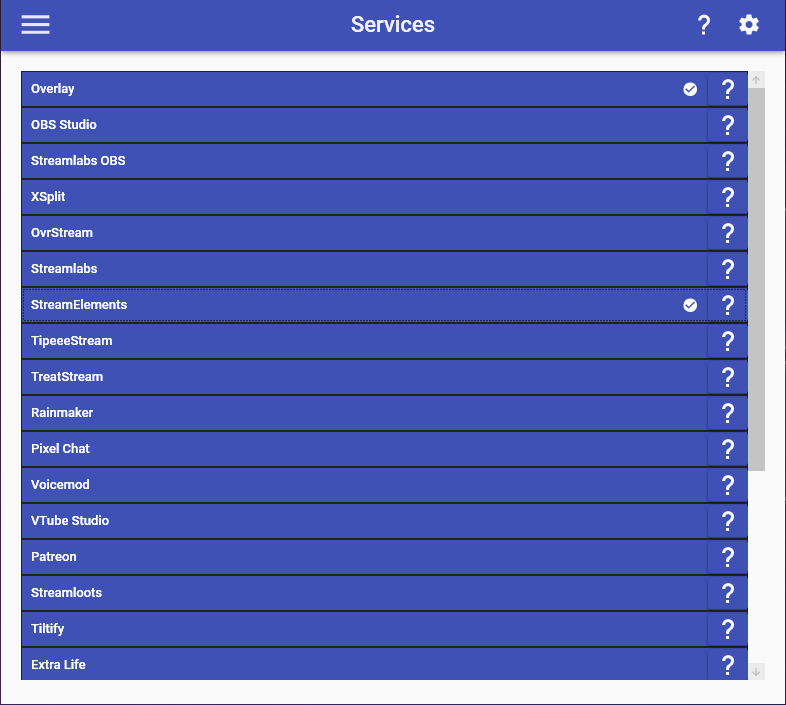 Services ?
Overlay ?
OBS Studio ?
Streamlabs OBS ?
XSplit ?
OvrStream ?
Streamlabs ?
StreamElements ?
TipeeeStream ?
TreatStream ?
Rainmaker ?
Pixel Chat ?
Voicemod ?
VTube Studio ?
Patreon ?
Streamloots ?
Tiltify ?
Extra Life ?